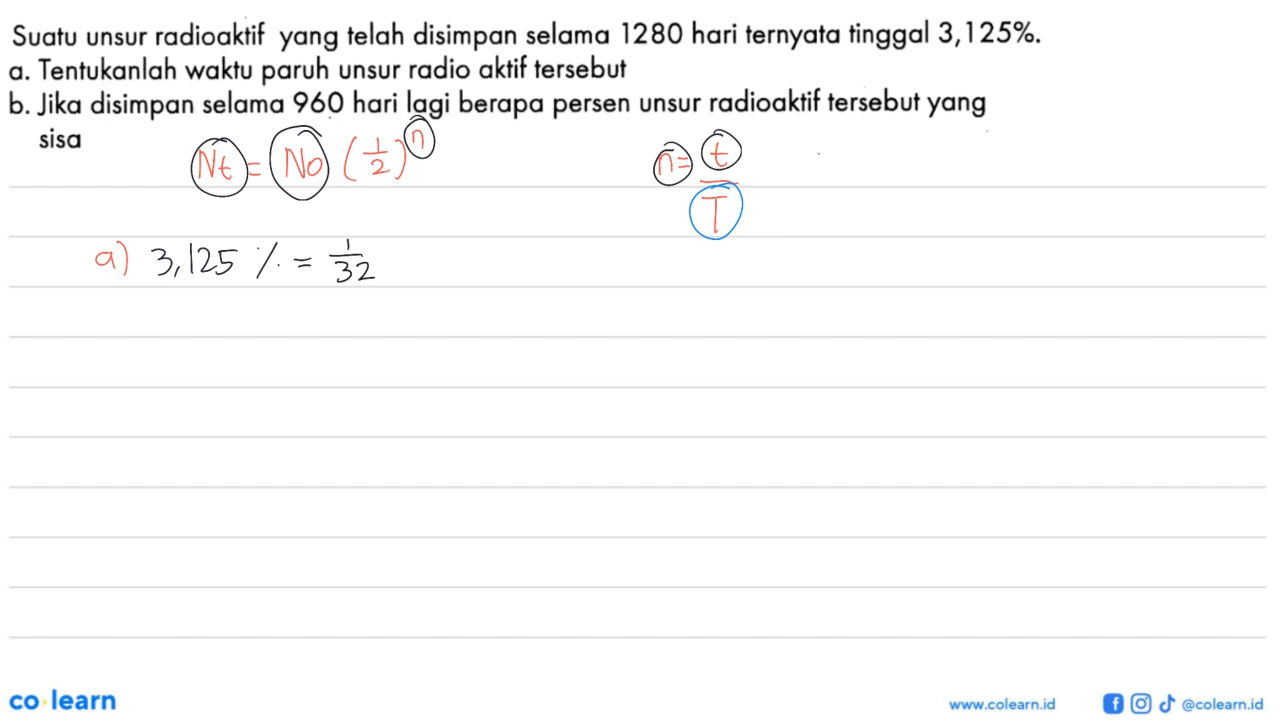 Suatu unsur radioaktif yang telah disimpan selama 1280 hari ternyata tinggal 3,125%.
a. Tentukanlah waktu paruh unsur radio aktif tersebut
b. Jika disimpan selama 960 hari lagi berapa persen unsur radioaktif tersebut yang
sisa
Nt = No (1/2)^n n = t/T
a) 3,125 % = 1/32
co learn
www.colearn.id @colearn.id